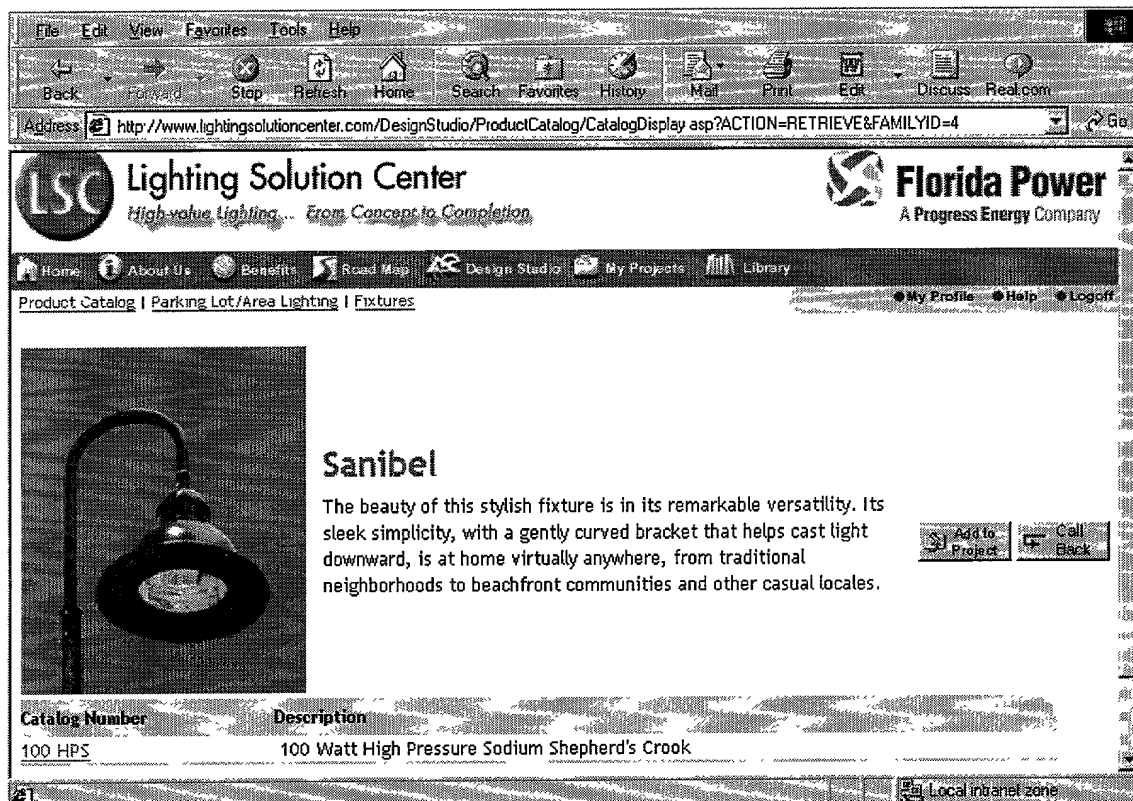 File Edit View Favorites Tools Help
Back Forward Stop Refresh Home Search Favorites History Mail Print Edit Discuss Real.com
Address http://www.lightingsolutioncenter.com/DesignStudio/ProductCatalog/CatalogDisplay asp?ACTION=RETRIEVE&FAMILYID=4 Go
LSC Lighting Solution Center
High-value Lighting... From Concept to Completion
Florida Power
A Progress Energy Company
Home About Us Benefits Road Map Design Studio My Projects Library
Product Catalog | Parking Lot/Area Lighting | Fixtures
My Profile Help Logoff
Sanibel
The beauty of this stylish fixture is in its remarkable versatility. Its
sleek simplicity, with a gently curved bracket that helps cast light
downward, is at home virtually anywhere, from traditional
neighborhoods to beachfront communities and other casual locales.
Add to
Project
Call
Back
Catalog Number Description
100 HPS 100 Watt High Pressure Sodium Shepherd's Crook
Local intranet zone